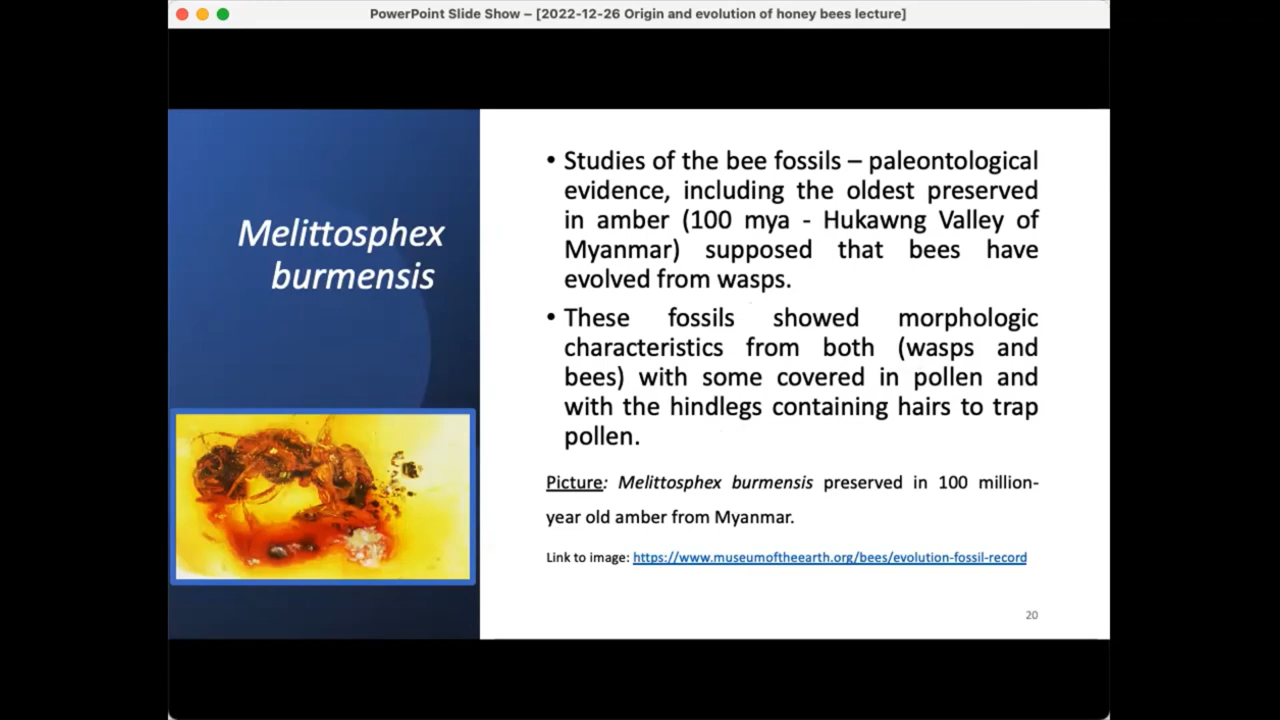 PowerPoint Slide Show – [2022-12-26 Origin and evolution of honey bees lecture]
Melittosphex
burmensis
• Studies of the bee fossils – paleontological
evidence, including the oldest preserved
in amber (100 mya - Hukawng Valley of
Myanmar) supposed that bees have
evolved from wasps.
• These fossils showed morphologic
characteristics from both (wasps and
bees) with some covered in pollen and
with the hindlegs containing hairs to trap
pollen.
Picture: Melittosphex burmensis preserved in 100 million-
year old amber from Myanmar.
Link to image: https://www.museumoftheearth.org/bees/evolution-fossil-record
20